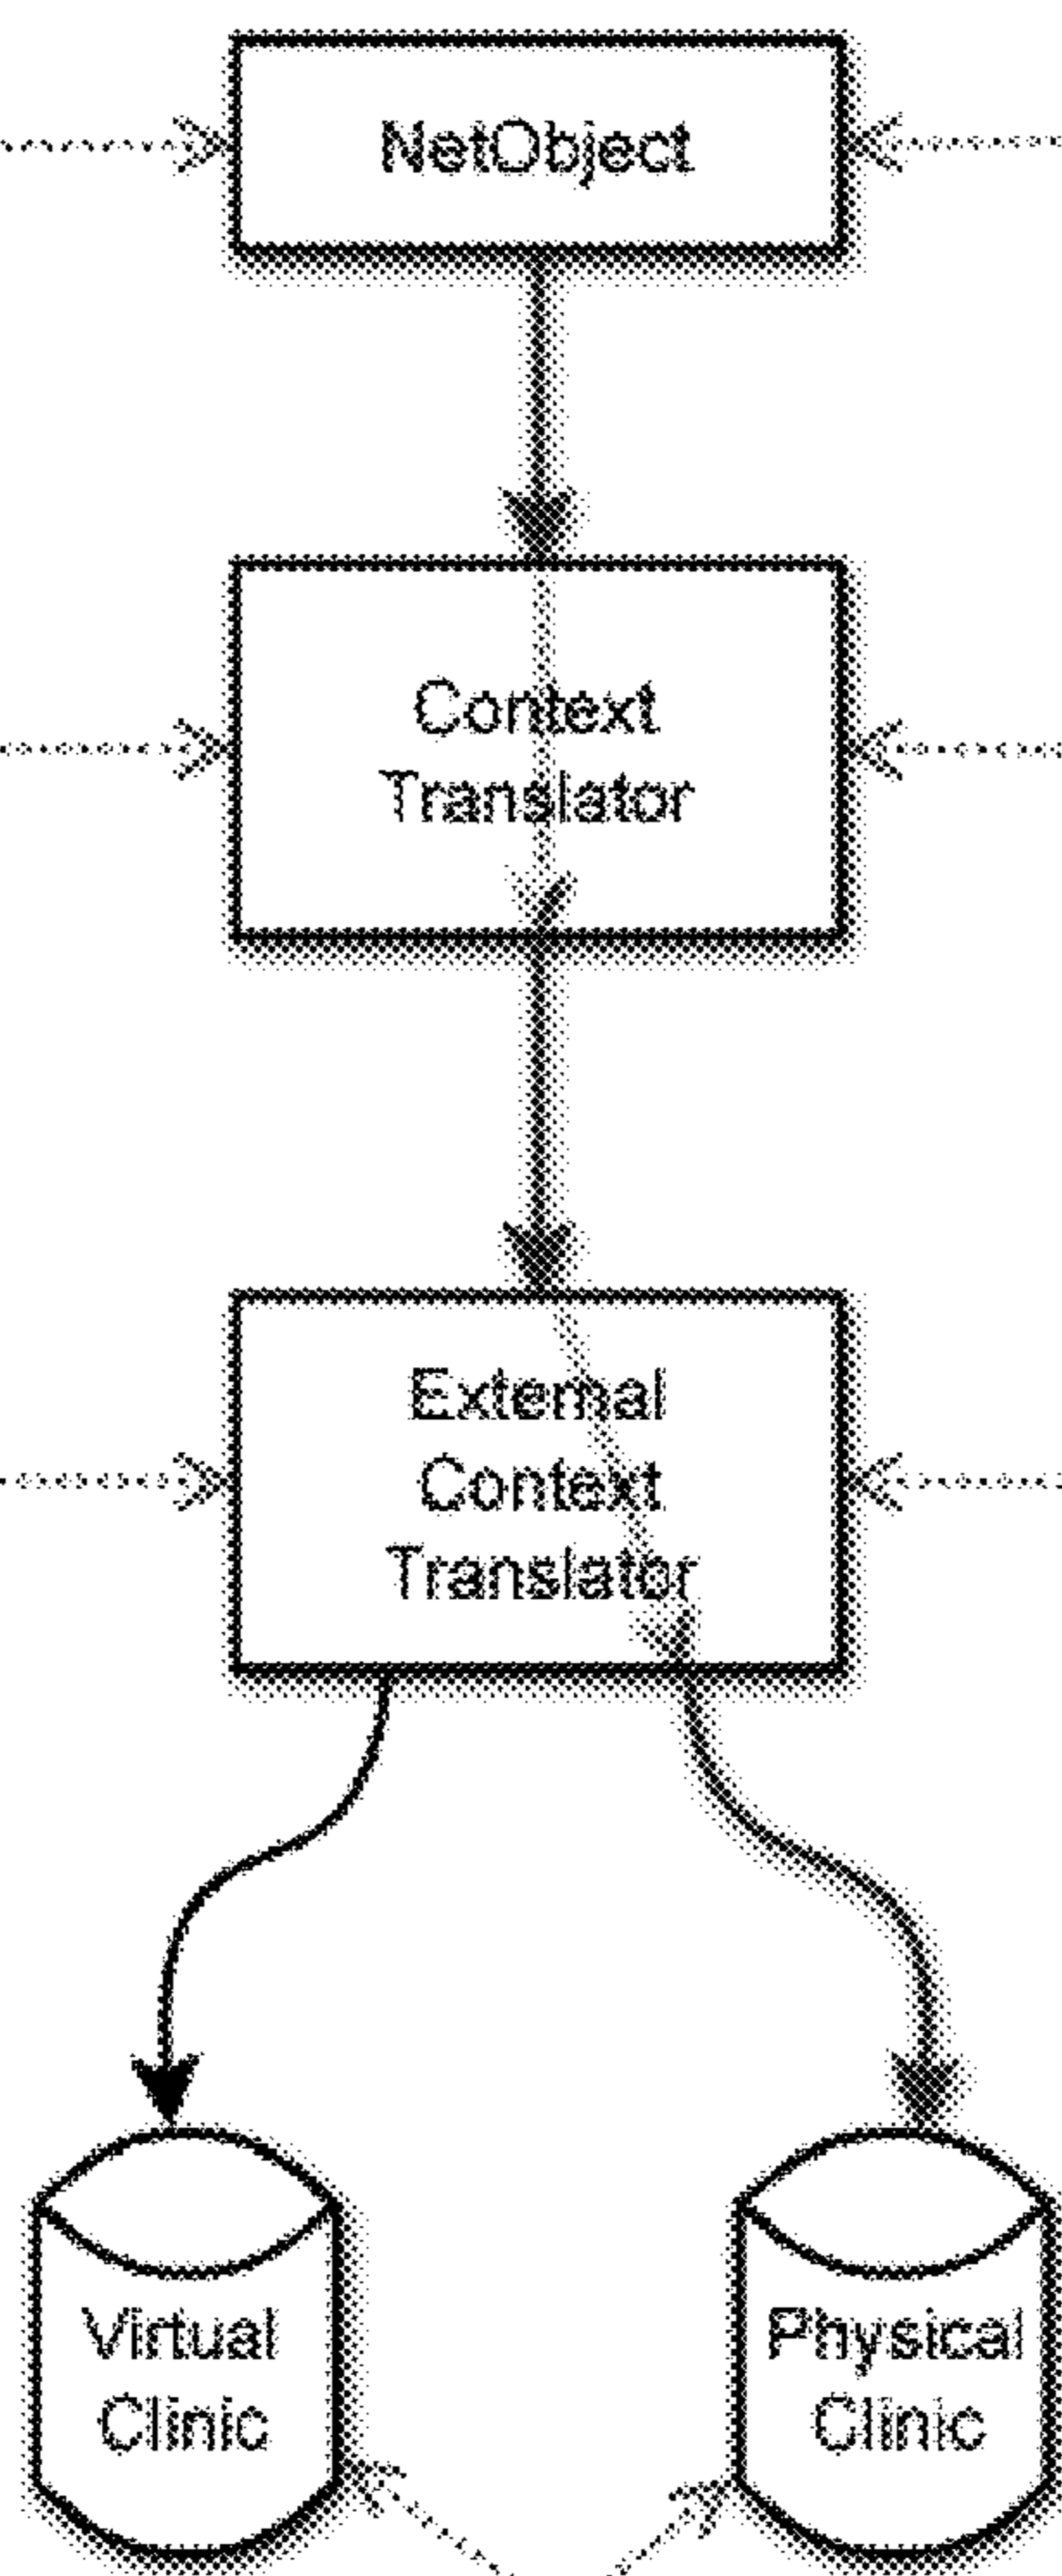 NetObject
Context
Translator
External
Context
Translator
Virtual
Clinic
Physical
Clinic